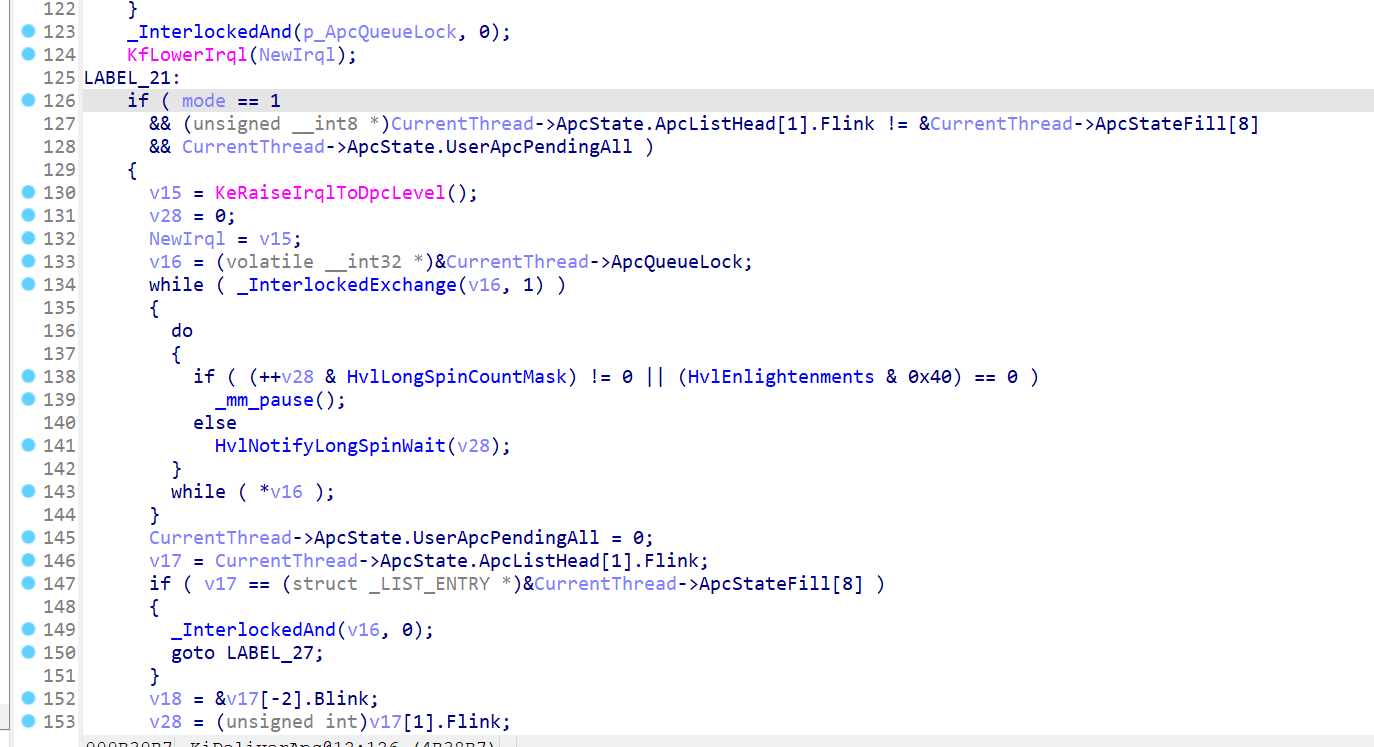 122 }
123 _InterlockedAnd(p_ApcQueueLock, 0);
124 KfLowerIrql(NewIrql);
125 LABEL_21:
126 if ( mode == 1
127 && (unsigned __int8 *)CurrentThread->ApcState.ApcListHead[1].Flink != &CurrentThread->ApcStateFill[8]
128 && CurrentThread->ApcState.UserApcPendingAll )
129 {
130 v15 = KeRaiseIrqlToDpcLevel();
131 v28 = 0;
132 NewIrql = v15;
133 v16 = (volatile __int32 *)&CurrentThread->ApcQueueLock;
134 while ( _InterlockedExchange(v16, 1) )
135 {
136 do
137 {
138 if ( (++v28 & HvlLongSpinCountMask) != 0 || (HvlEnlightenments & 0x40) == 0 )
139 _mm_pause();
140 else
141 HvlNotifyLongSpinWait(v28);
142 }
143 while ( *v16 );
144 }
145 CurrentThread->ApcState.UserApcPendingAll = 0;
146 v17 = CurrentThread->ApcState.ApcListHead[1].Flink;
147 if ( v17 == (struct _LIST_ENTRY *)&CurrentThread->ApcStateFill[8] )
148 {
149 _InterlockedAnd(v16, 0);
150 goto LABEL_27;
151 }
152 v18 = &v17[-2].Blink;
153 v28 = (unsigned int)v17[1].Flink;